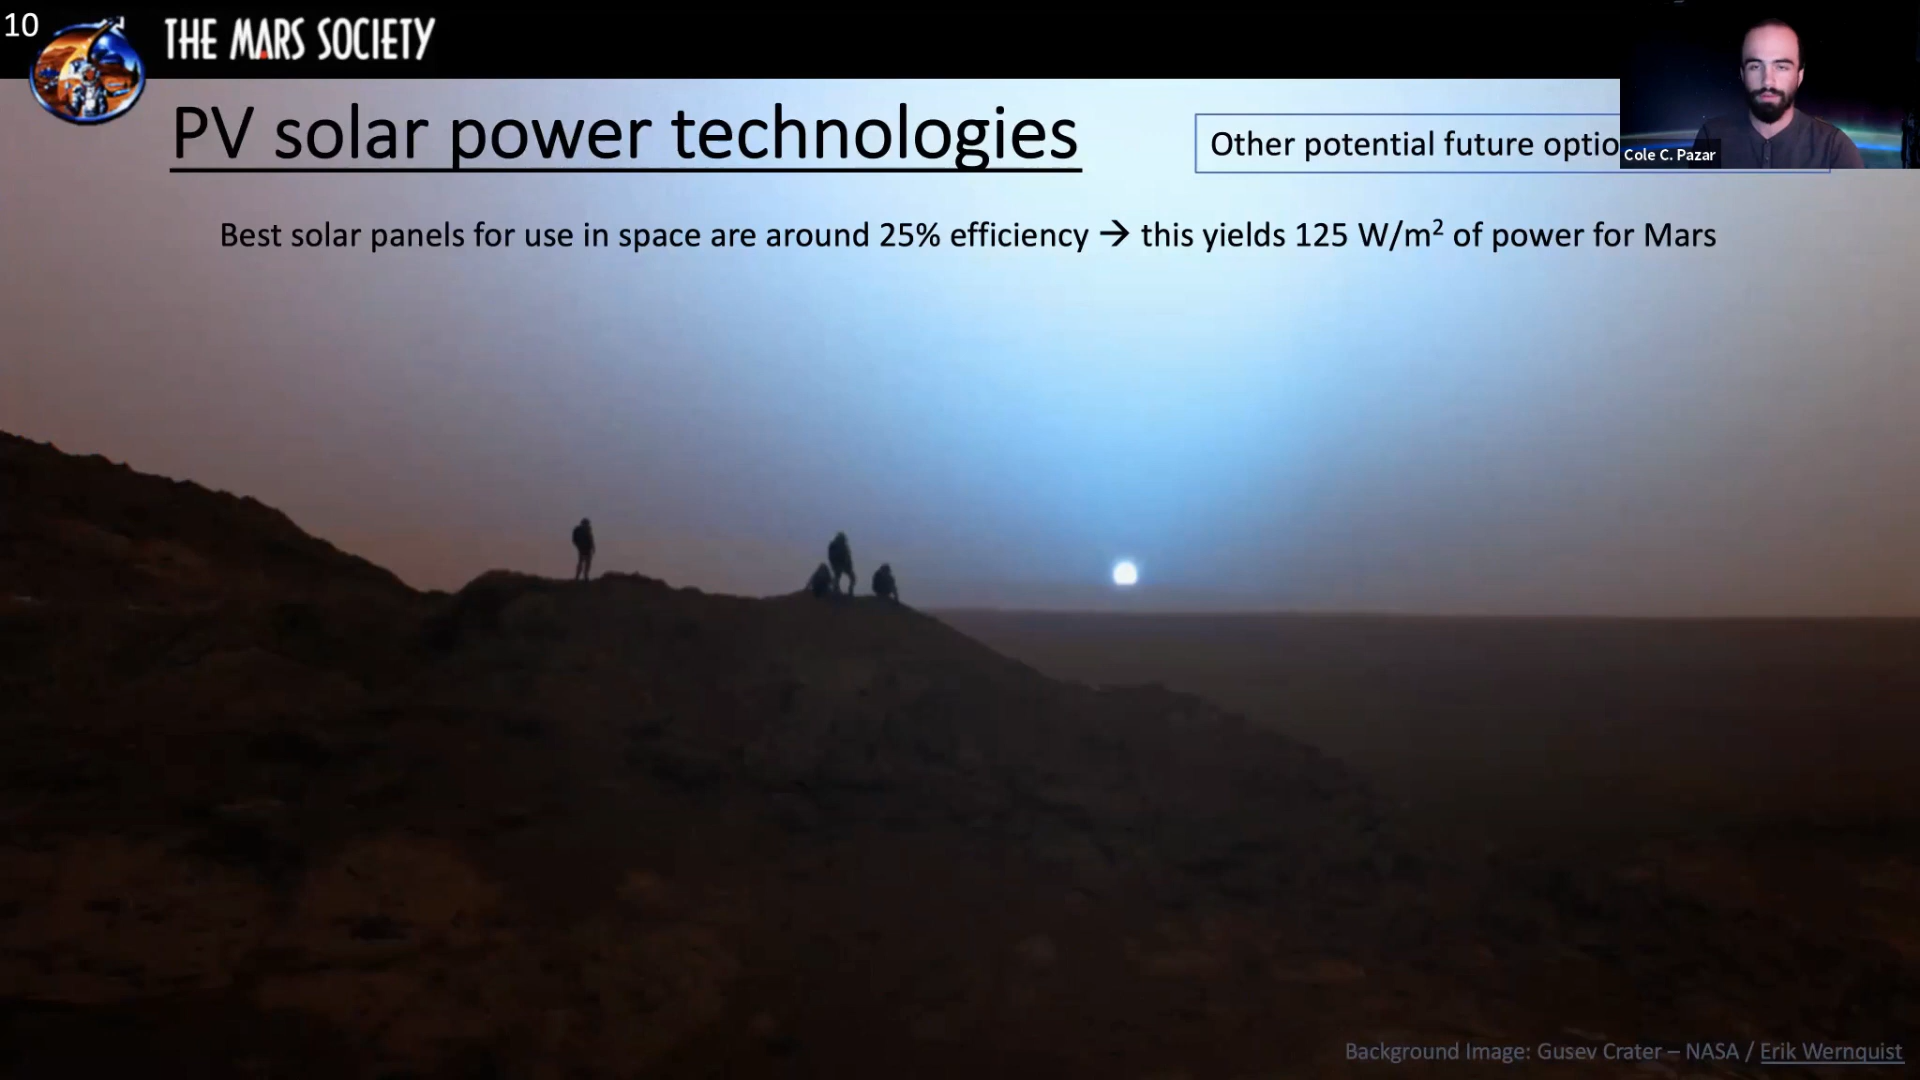 10
THE MARS SOCIETY
PV solar power technologies
Other potential future optio
Cole C. Pazar
Best solar panels for use in space are around 25% efficiency → this yields 125 W/m² of power for Mars
Background Image: Gusev Crater – NASA / Erik Wernquist